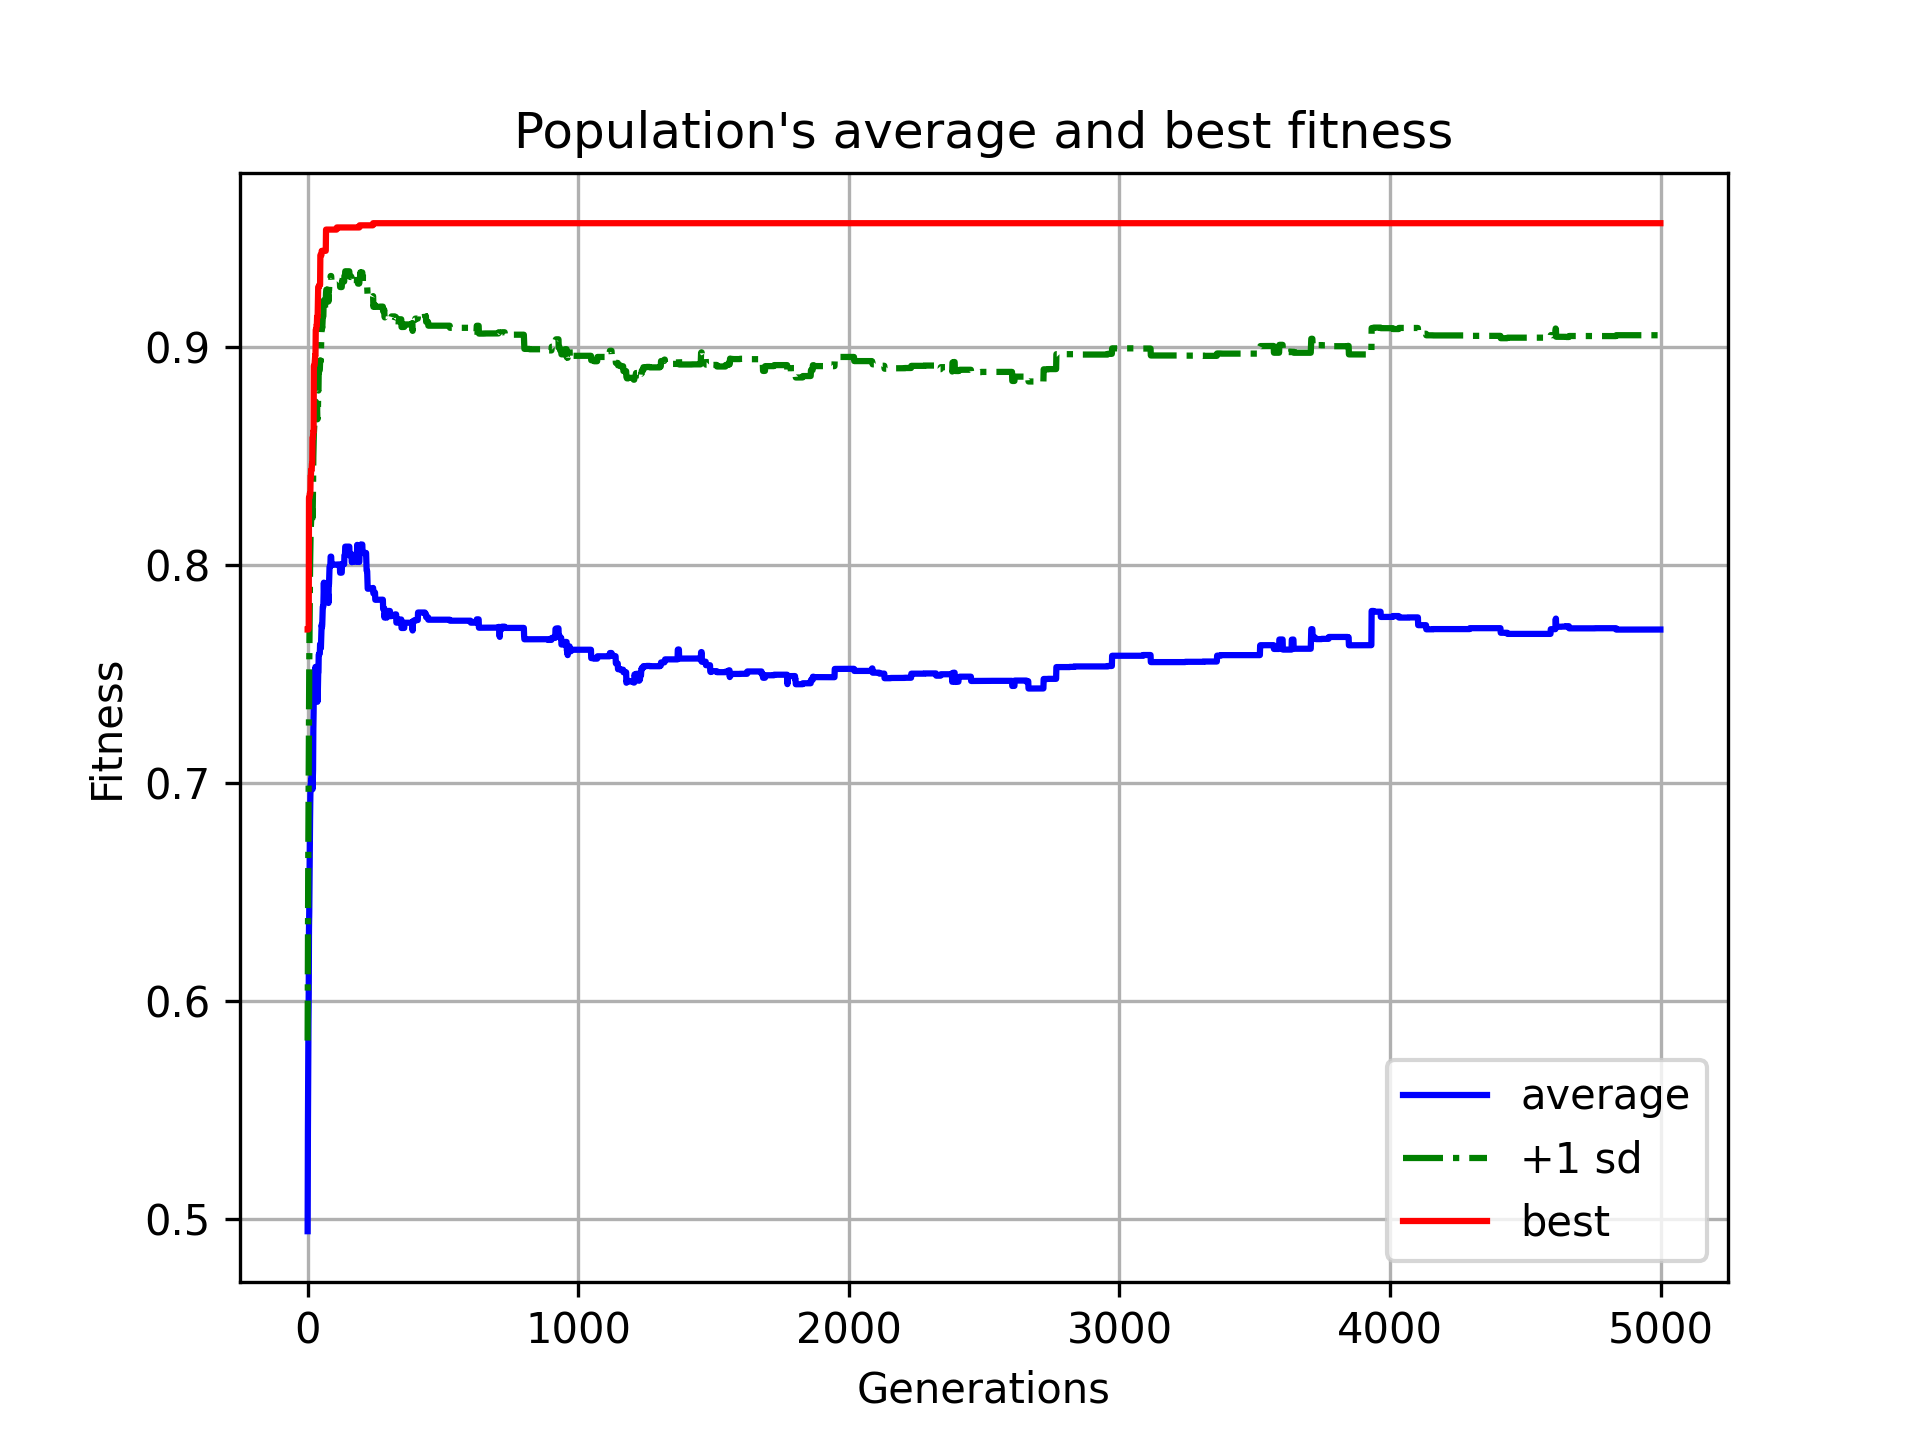 Population's average and best fitness
Fitness
0.9
0.8
0.7
0.6
0.5
0 1000 2000 3000 4000 5000
Generations
average
+1 sd
best